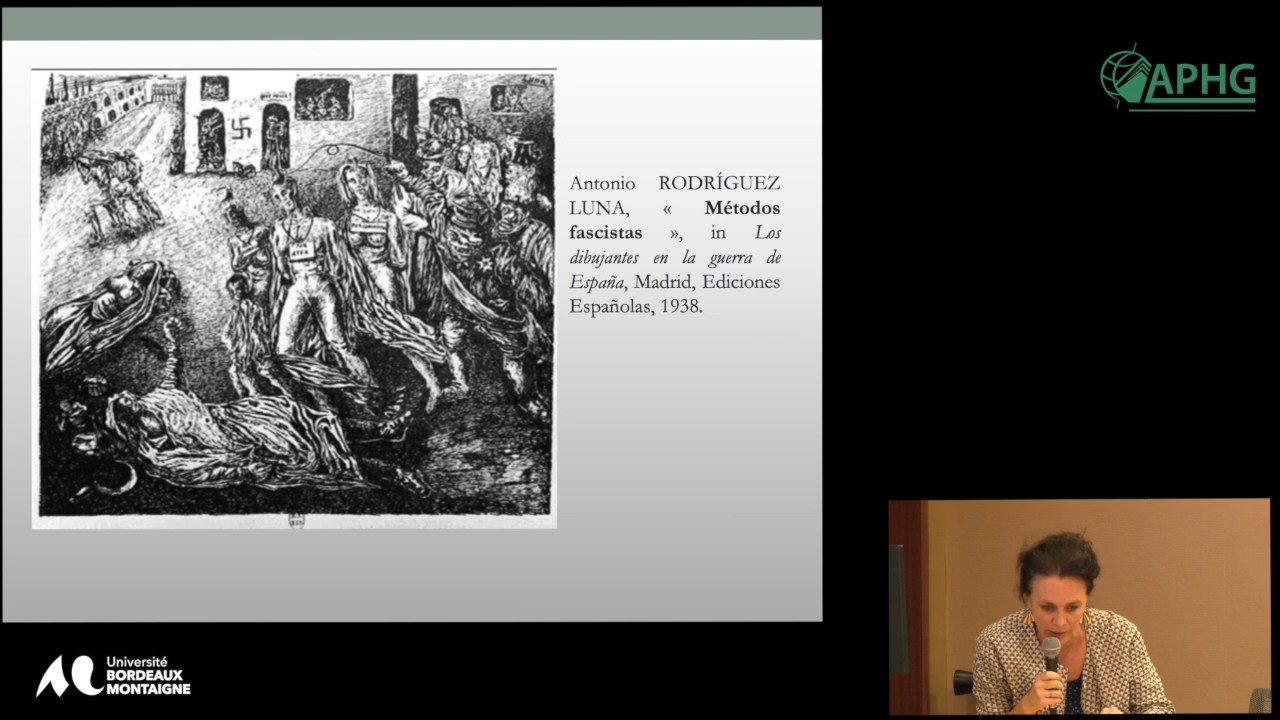 Antonio RODRÍGUEZ
LUNA, « Métodos
fascistas », in Los
dibujantes en la guerra de
España, Madrid, Ediciones
Españolas, 1938.
APHG
Université
BORDEAUX
MONTAIGNE